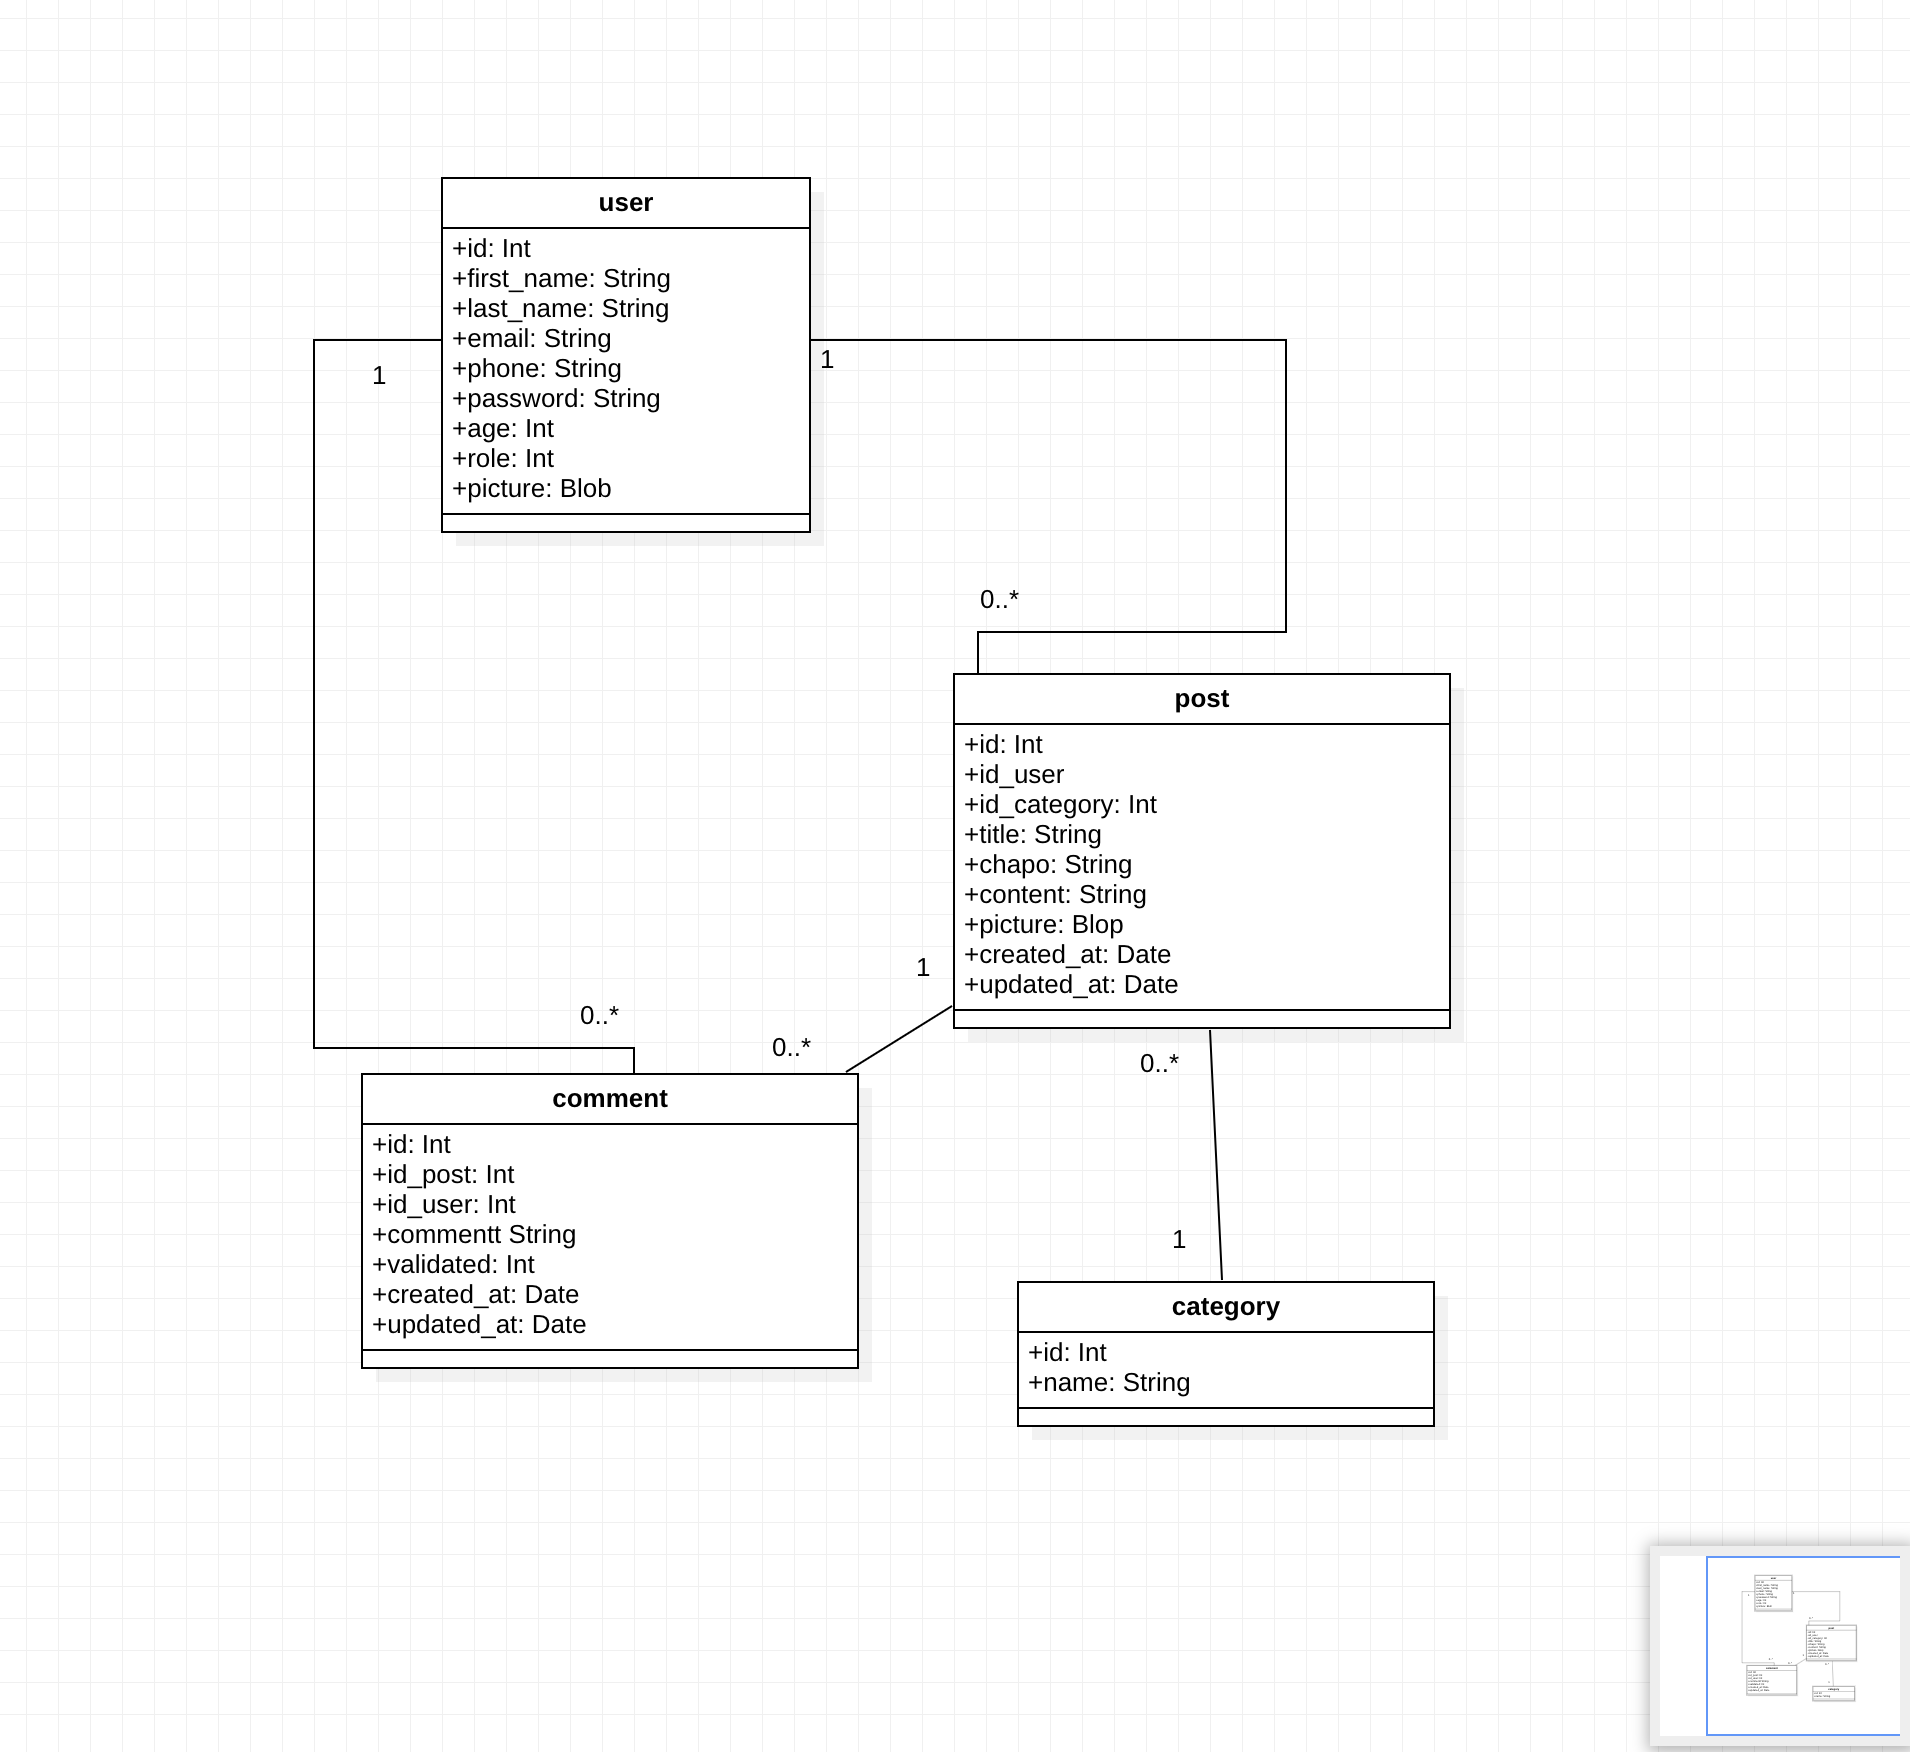 user
+id: Int
+first_name: String
+last_name: String
+email: String
+phone: String
+password: String
+age: Int
+role: Int
+picture: Blob
1
1
0..*
post
+id: Int
+id_user
+id_category: Int
+title: String
+chapo: String
+content: String
+picture: Blop
+created_at: Date
+updated_at: Date
1
0..*
0..*
0..*
1
comment
+id: Int
+id_post: Int
+id_user: Int
+commentt String
+validated: Int
+created_at: Date
+updated_at: Date
category
+id: Int
+name: String